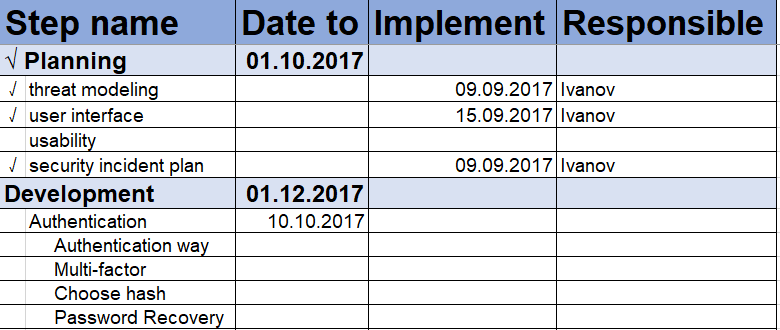 Step name Date to Implement Responsible
√ Planning 01.10.2017
√ threat modeling 09.09.2017 Ivanov
√ user interface 15.09.2017 Ivanov
usability
√ security incident plan 09.09.2017 Ivanov
Development 01.12.2017
Authentication 10.10.2017
Authentication way
Multi-factor
Choose hash
Password Recovery